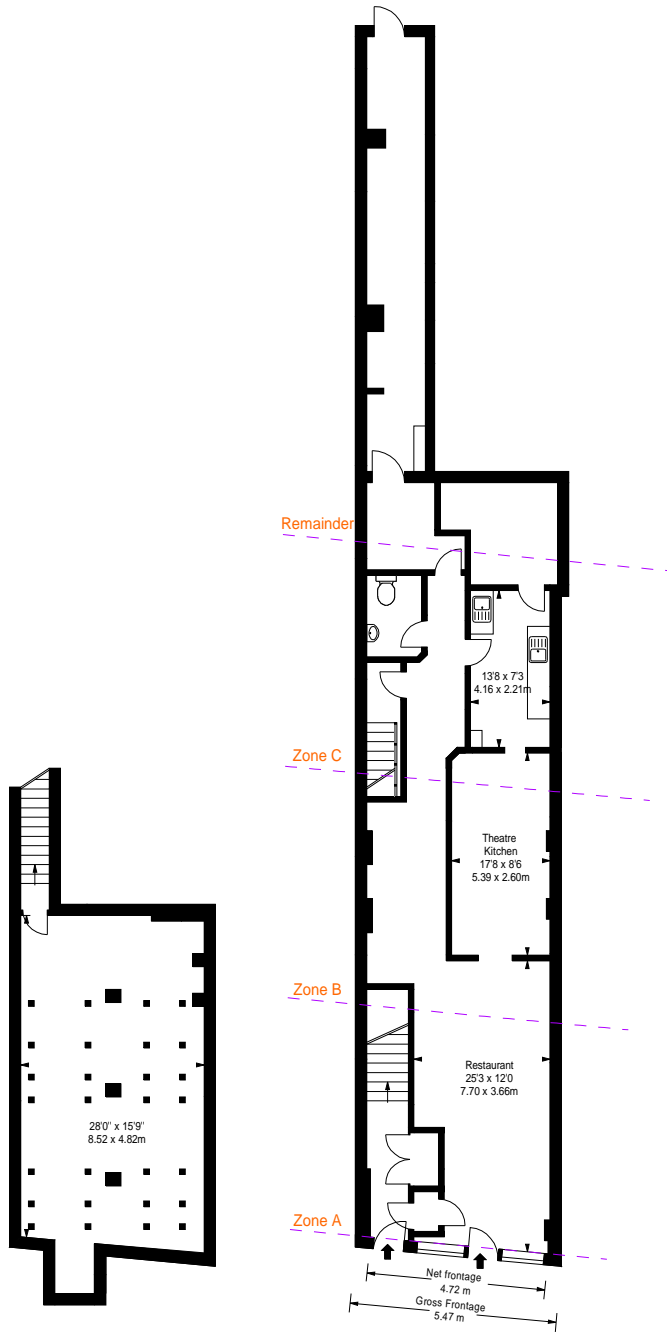 Remainder
13'8 x 7'3
4.16 x 2.21m
Zone C
Theatre
Kitchen
17'8 x 8'6
5.39 x 2.60m
Zone B
Restaurant
25'3 x 12'0
7.70 x 3.66m
28'0" x 15'9"
8.52 x 4.82m
Zone A
Net frontage
4.72 m
Gross Frontage
5.47 m